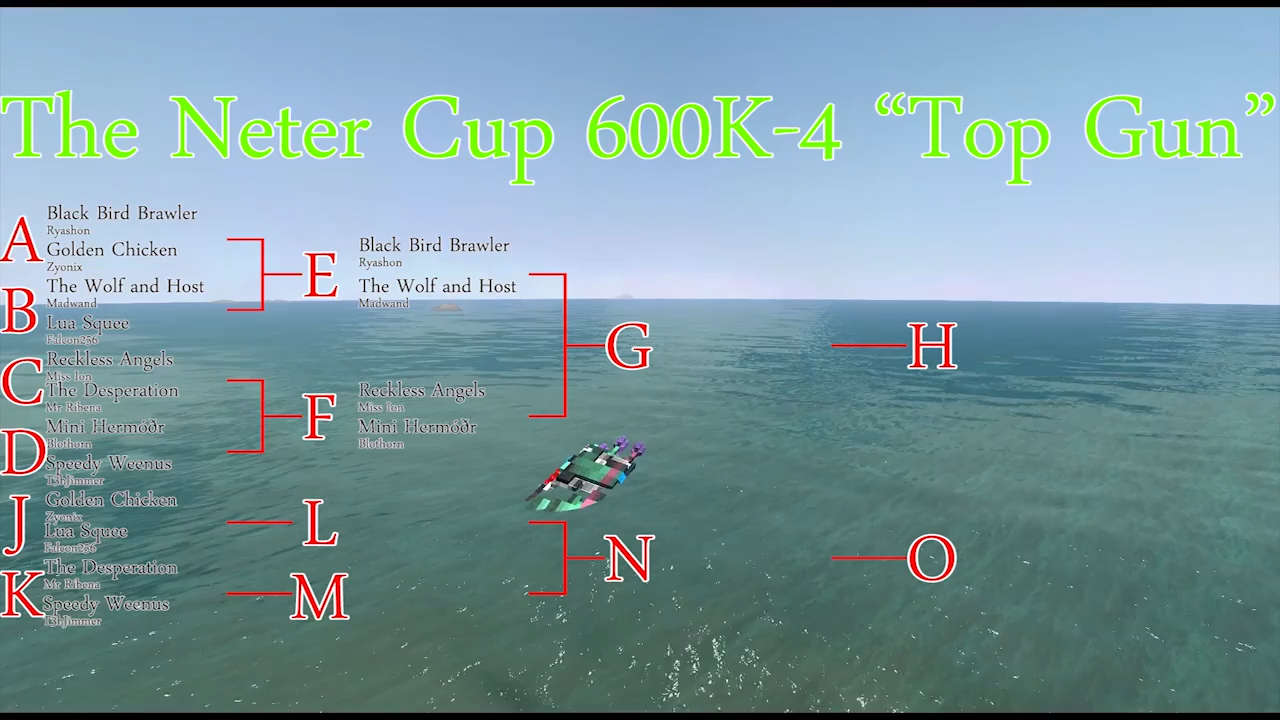 The Neter Cup 600K-4 “Top Gun”
A
Black Bird Brawler
Ryashon
Golden Chicken
Zyonix
B
The Wolf and Host
Madwand
Lua Squee
Falcon256
C
Reckless Angels
Miss Ion
The Desperation
Mr Ribena
D
Mini Hermóðr
Blothorn
Speedy Weenus
T3hJimmer
J
Golden Chicken
Zyonix
Lua Squee
Falcon256
K
The Desperation
Mr Ribena
Speedy Weenus
T3hJimmer
E
Black Bird Brawler
Ryashon
The Wolf and Host
Madwand
F
Reckless Angels
Miss Ion
Mini Hermóðr
Blothorn
L
M
G
N
H
O